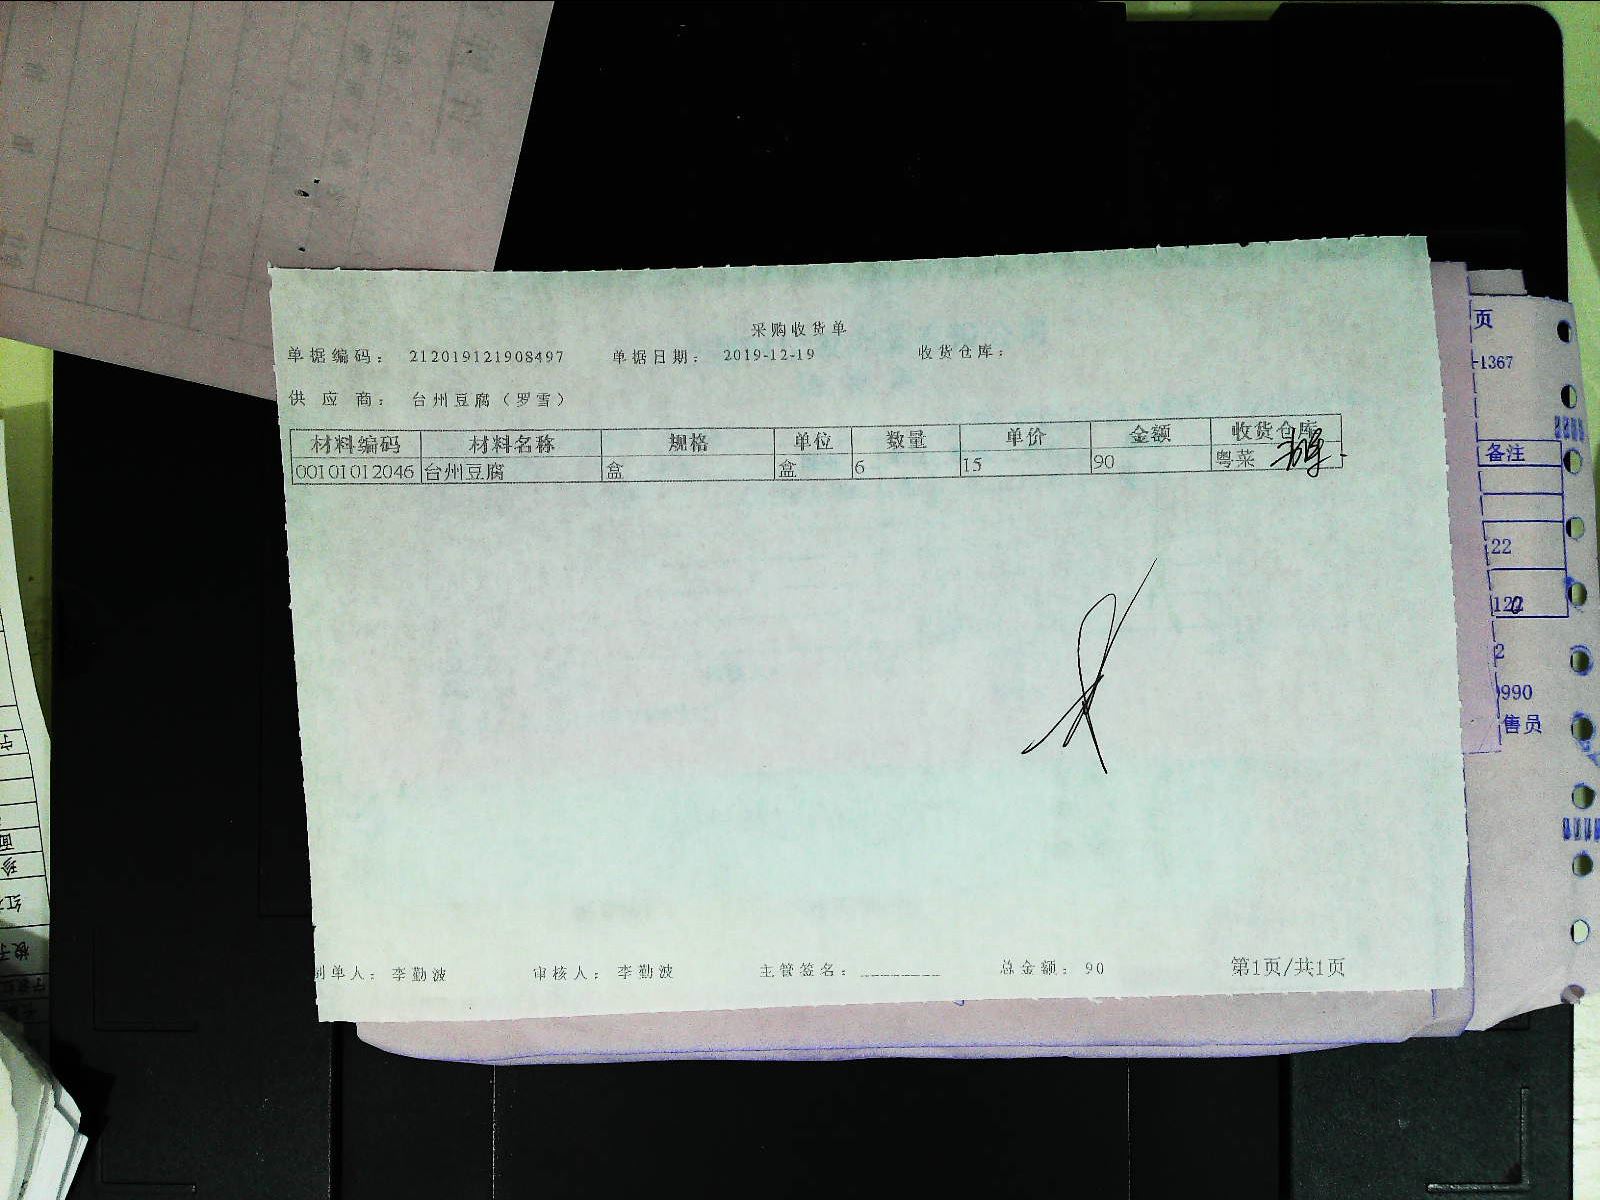 采购收货单
单据编码： 212019121908497 单据日期： 2019-12-19 收货仓库：
供 应 商： 台州豆腐（罗雪）
材料编码 材料名称 规格 单位 数量 单价 金额 收货仓库
00101012046 台州豆腐 盒 盒 6 15 90 粤菜
制单人： 李勤波 审核人： 李勤波 主管签名：________ 总金额：90 第1页/共1页
页
-1367
备注
22
2
990
售员